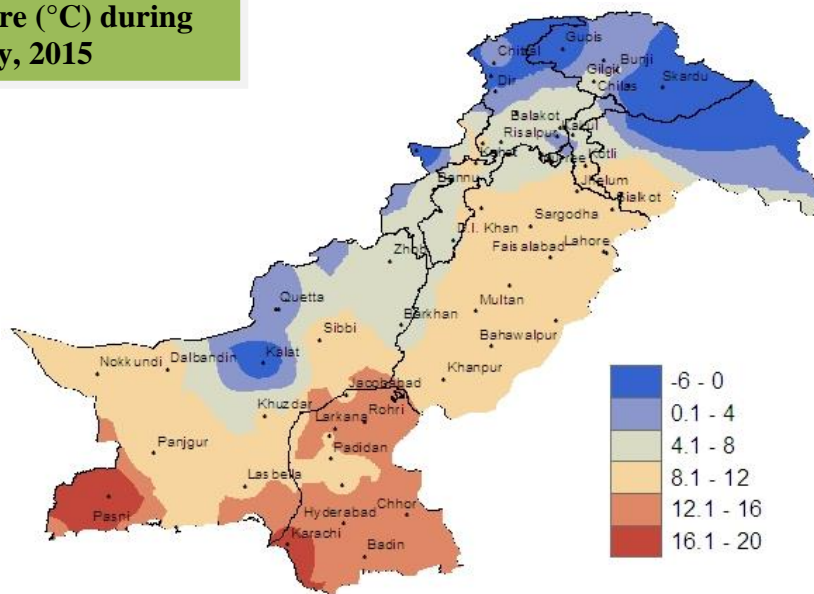 re (°C) during
y, 2015
Chitral
Gupis
Bunji
Dir
Gilgit
Skardu
Chilas
Balakot
Risalpur
Kakul
Kohat
Murree
Kotli
Bannu
Jhelum
Sialkot
Sargodha
D.I. Khan
Lahore
Faisalabad
Zhob
Quetta
Multan
Barkhan
Sibbi
Bahawalpur
Nokkundi
Dalbandin
Kalat
Khanpur
Jacobabad
Khuzdar
Larkana
Rohri
Panjgur
Padidan
Lasbella
Pasni
Hyderabad
Chhor
Karachi
Badin
-6 - 0
0.1 - 4
4.1 - 8
8.1 - 12
12.1 - 16
16.1 - 20